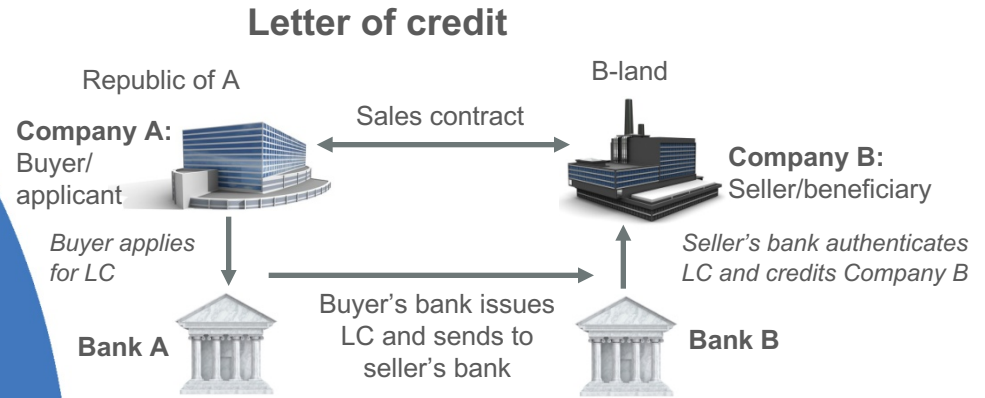 Letter of credit
Republic of A
B-land
Sales contract
Company A:
Buyer/
applicant
Company B:
Seller/beneficiary
Buyer applies
for LC
Seller's bank authenticates
LC and credits Company B
Buyer's bank issues
LC and sends to
seller's bank
Bank A
Bank B